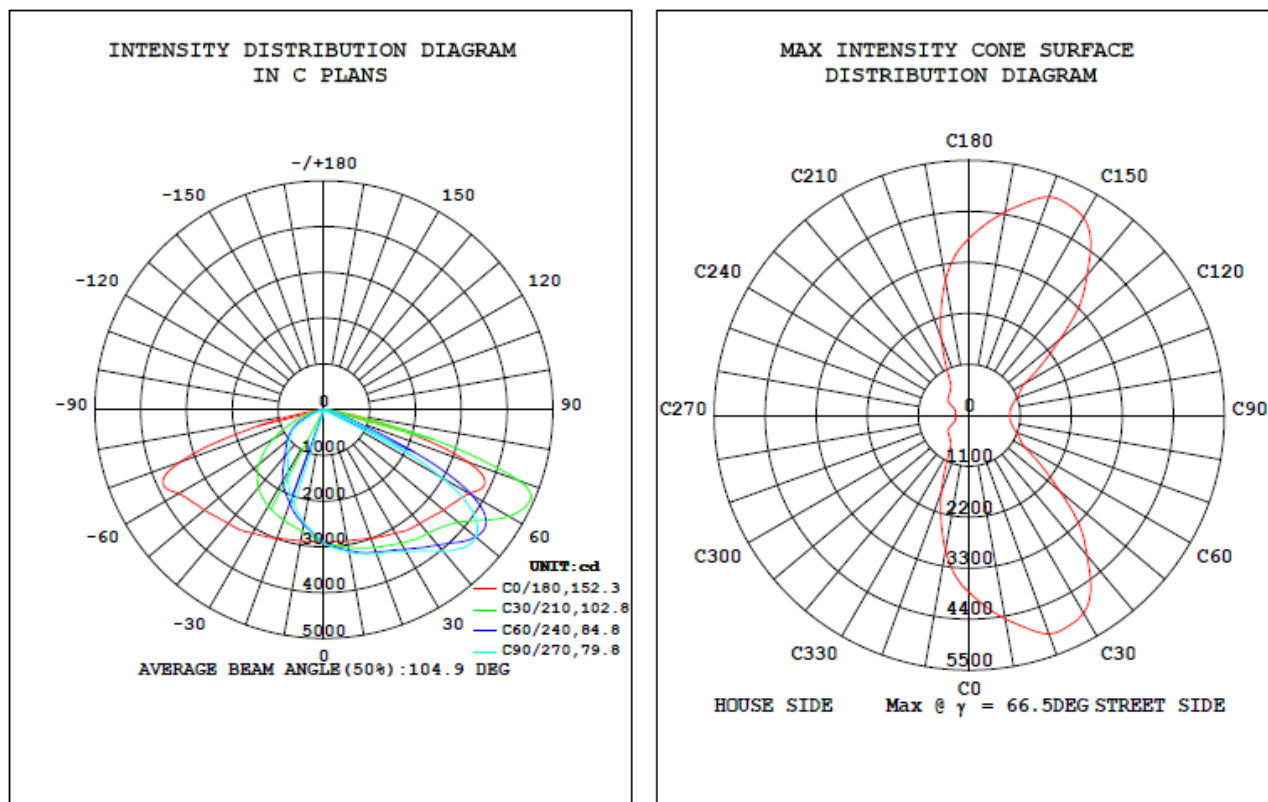 INTENSITY DISTRIBUTION DIAGRAM
IN C PLANS
-/+180
-150
150
-120
120
-90
0
90
1000
2000
-60
60
3000
UNIT:cd
4000
C0/180,152.3
C30/210,102.8
-30
30
C60/240,84.8
5000
C90/270,79.8
0
AVERAGE BEAM ANGLE(50%):104.9 DEG
MAX INTENSITY CONE SURFACE
DISTRIBUTION DIAGRAM
C180
C210
C150
C240
C120
C270
0
C90
1100
2200
C300
C60
3300
4400
C330
C30
5500
C0
HOUSE SIDE
Max @ γ = 66.5DEG
STREET SIDE